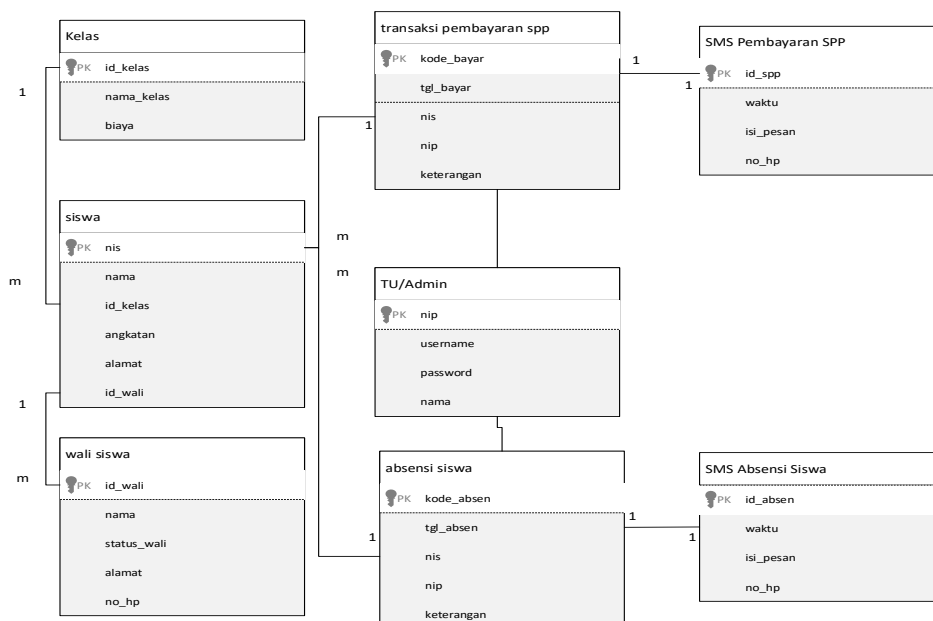 Kelas
PK id_kelas
nama_kelas
biaya
1
m
siswa
PK nis
nama
id_kelas
angkatan
alamat
id_wali
1
m
wali siswa
PK id_wali
nama
status_wali
alamat
no_hp
transaksi pembayaran spp
PK kode_bayar
tgl_bayar
nis
nip
keterangan
1
m
m
TU/Admin
PK nip
username
password
nama
absensi siswa
PK kode_absen
tgl_absen
nis
nip
keterangan
1
1
1
SMS Pembayaran SPP
PK id_spp
waktu
isi_pesan
no_hp
1
1
SMS Absensi Siswa
PK id_absen
waktu
isi_pesan
no_hp